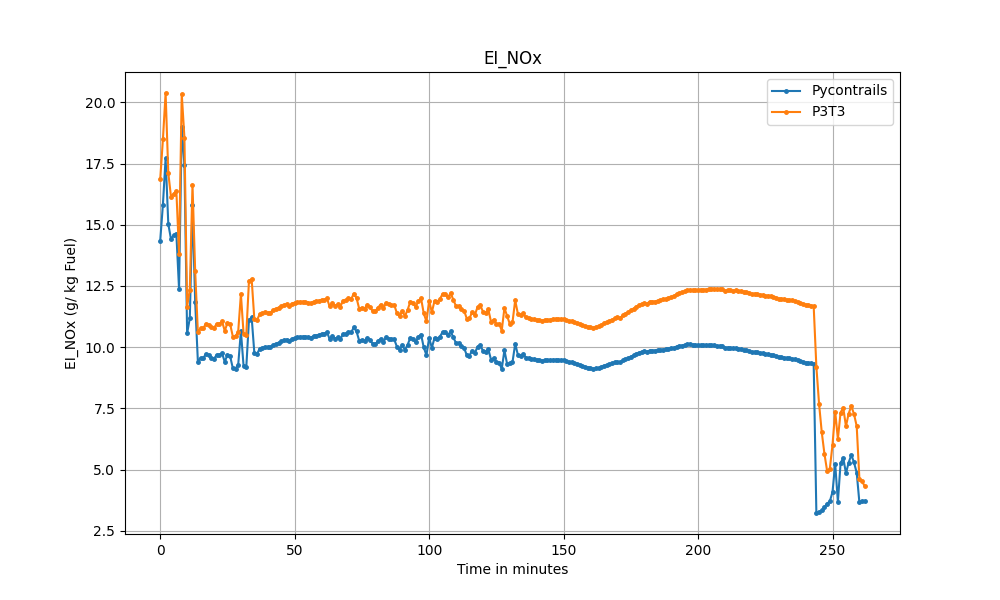 EI_NOx
Pycontrails
P3T3
EI_NOx (g/ kg Fuel)
20.0
17.5
15.0
12.5
10.0
7.5
5.0
2.5
0 50 100 150 200 250
Time in minutes